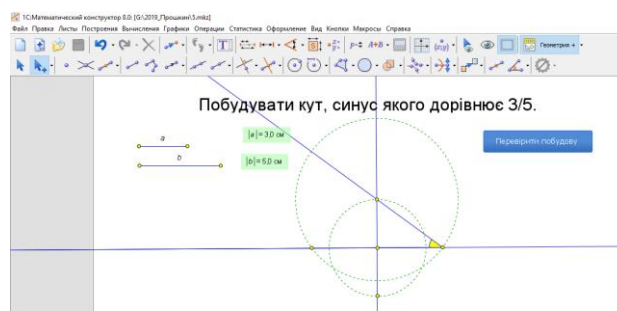 1С:Математический конструктор 8.0: [G:\2019_Прошкин\5.mkz]
Файл Правка Листы Построения Вычисления Графики Операции Статистика Оформление Вид Кнопки Макросы Справка
Геометрия +
Побудувати кут, синус якого дорівнює 3/5.
a
|a| = 3,0 см
Перевірити побудову
b
|b| = 5,0 см